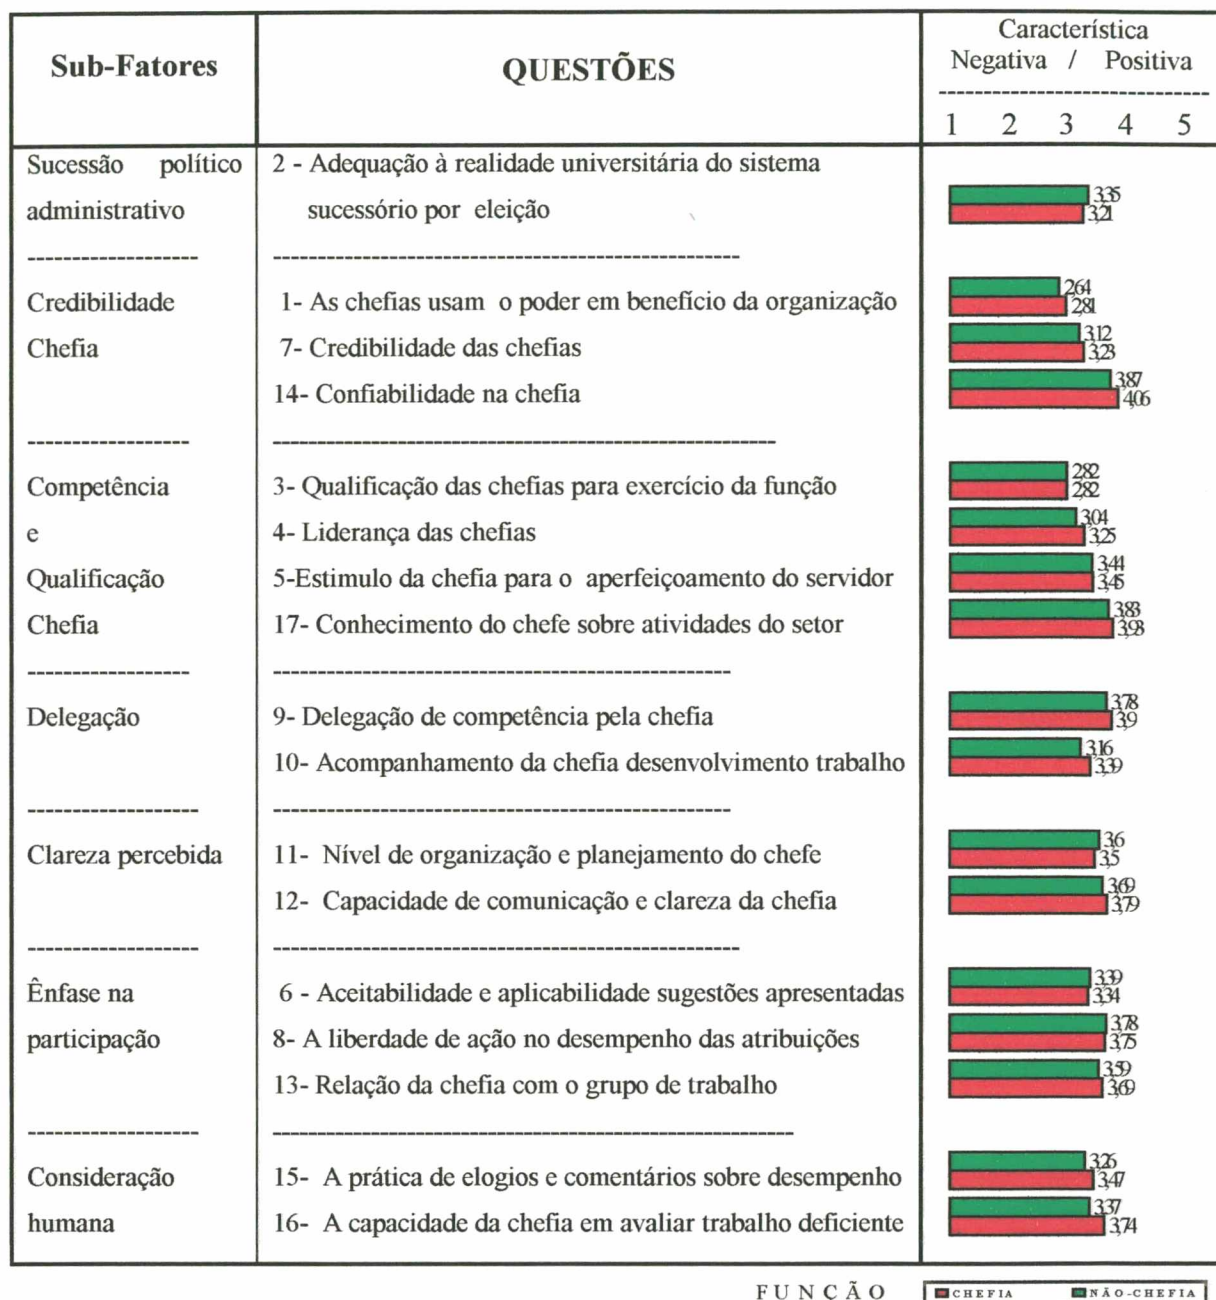 Sub-Fatores
QUESTÕES
Característica
Negativa / Positiva
------------------------------
1 2 3 4 5
Sucessão político
administrativo
2 - Adequação à realidade universitária do sistema
sucessório por eleição
3,35
3,21
Credibilidade
Chefia
1- As chefias usam o poder em benefício da organização
2,64
2,81
7- Credibilidade das chefias
3,12
3,23
14- Confiabilidade na chefia
3,87
4,06
Competência
e
Qualificação
Chefia
3- Qualificação das chefias para exercício da função
2,82
2,82
4- Liderança das chefias
3,04
3,25
5-Estimulo da chefia para o aperfeiçoamento do servidor
3,41
3,45
17- Conhecimento do chefe sobre atividades do setor
3,83
3,93
Delegação
9- Delegação de competência pela chefia
3,78
3,9
10- Acompanhamento da chefia desenvolvimento trabalho
3,16
3,39
Clareza percebida
11- Nível de organização e planejamento do chefe
3,6
3,5
12- Capacidade de comunicação e clareza da chefia
3,69
3,79
Ênfase na
participação
6 - Aceitabilidade e aplicabilidade sugestões apresentadas
3,39
3,34
8- A liberdade de ação no desempenho das atribuições
3,78
3,75
13- Relação da chefia com o grupo de trabalho
3,59
3,69
Consideração
humana
15- A prática de elogios e comentários sobre desempenho
3,26
3,47
16- A capacidade da chefia em avaliar trabalho deficiente
3,37
3,74
FUNÇÃO
CHEFIA NÃO-CHEFIA